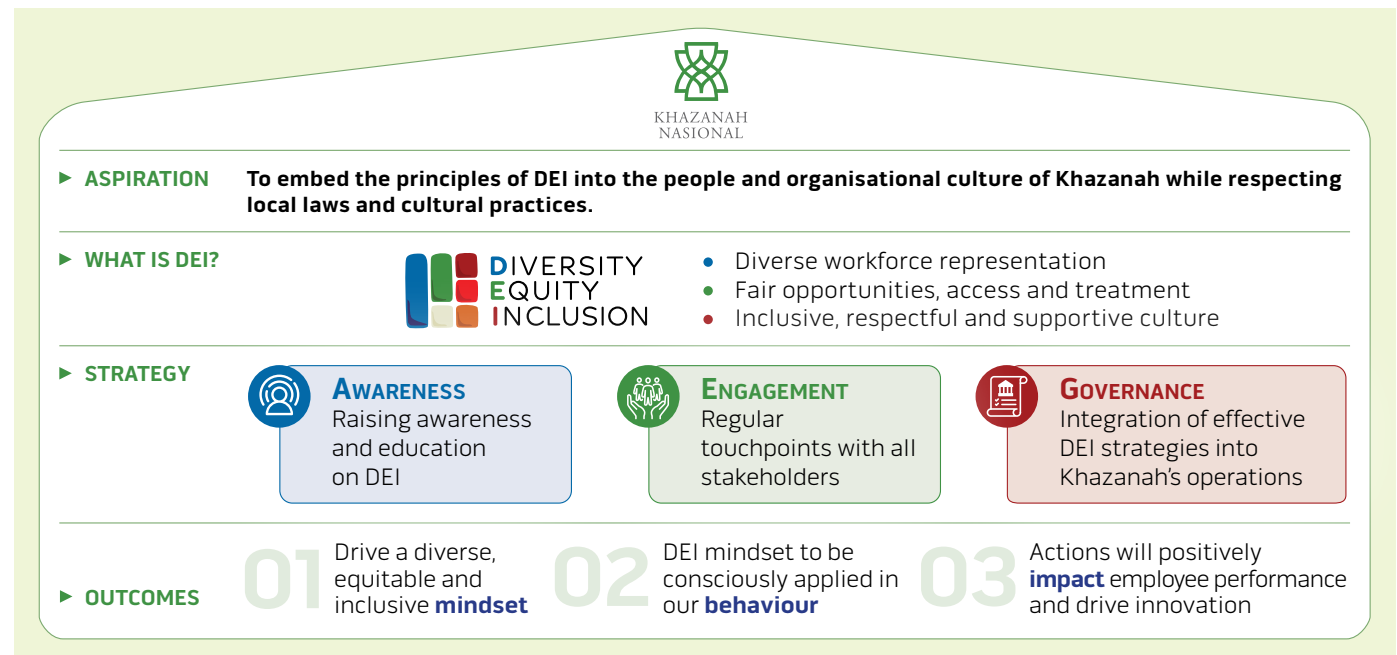 KHAZANAH
NASIONAL
ASPIRATION
To embed the principles of DEI into the people and organisational culture of Khazanah while respecting
local laws and cultural practices.
WHAT IS DEI?
DIVERSITY
EQUITY
INCLUSION
• Diverse workforce representation
• Fair opportunities, access and treatment
• Inclusive, respectful and supportive culture
STRATEGY
AWARENESS
Raising awareness
and education
on DEI
ENGAGEMENT
Regular
touchpoints with all
stakeholders
GOVERNANCE
Integration of effective
DEI strategies into
Khazanah's operations
OUTCOMES
01
Drive a diverse,
equitable and
inclusive mindset
02
DEI mindset to be
consciously applied in
our behaviour
03
Actions will positively
impact employee performance
and drive innovation